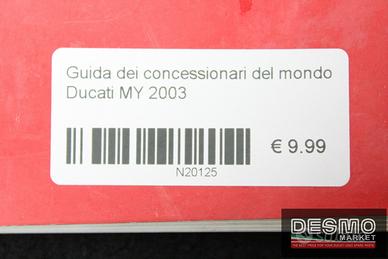 Guida dei concessionari del mondo
Ducati MY 2003
€ 9.99
N20125
DESMO
MARKET